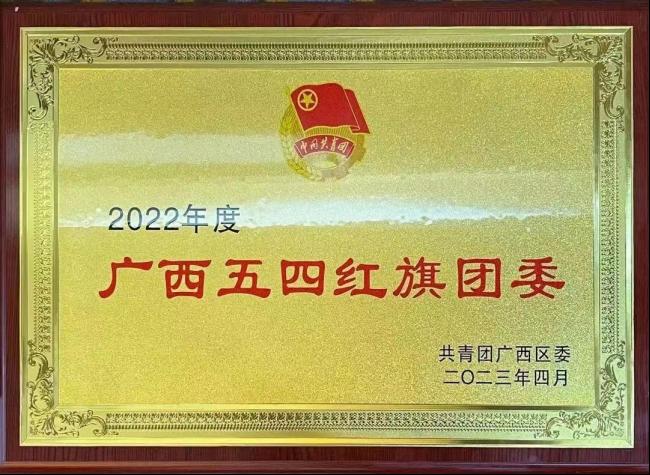 中国共青团
2022年度
广西五四红旗团委
共青团广西区委
二〇二三年四月